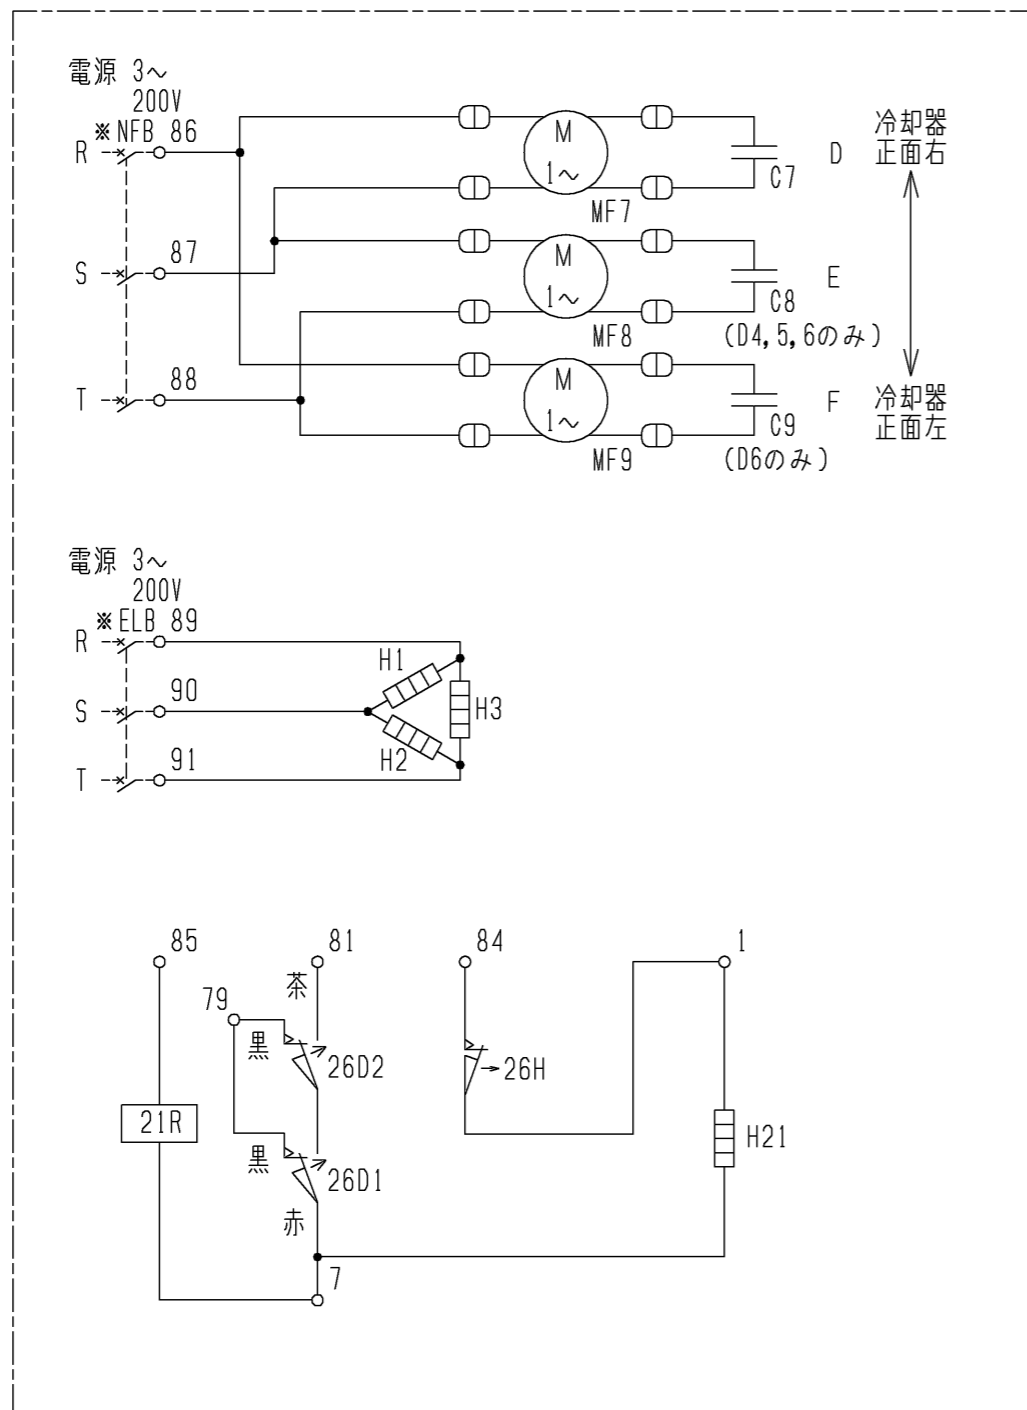 電源 3～
200V
※NFB 86
R
S
87
T
88
M
1～
MF7
C7
D
冷却器
正面右
M
1～
MF8
C8
E
(D4,5,6のみ)
M
1～
MF9
C9
F
(D6のみ)
冷却器
正面左
電源 3～
200V
※ELB 89
R
S
90
T
91
H1
H2
H3
85
81
84
1
茶
79
黒
26D2
26H
21R
黒
26D1
H21
赤
7